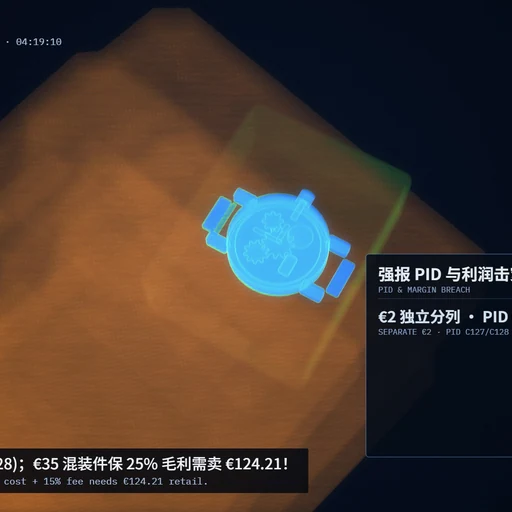 · 04:19:10
强报 PID 与利润击
PID & MARGIN BREACH
€2 独立分列 · PID
SEPARATE €2 · PID C127/C128
28)；€35 混装件保 25% 毛利需卖 €124.21!
cost + 15% fee needs €124.21 retail.